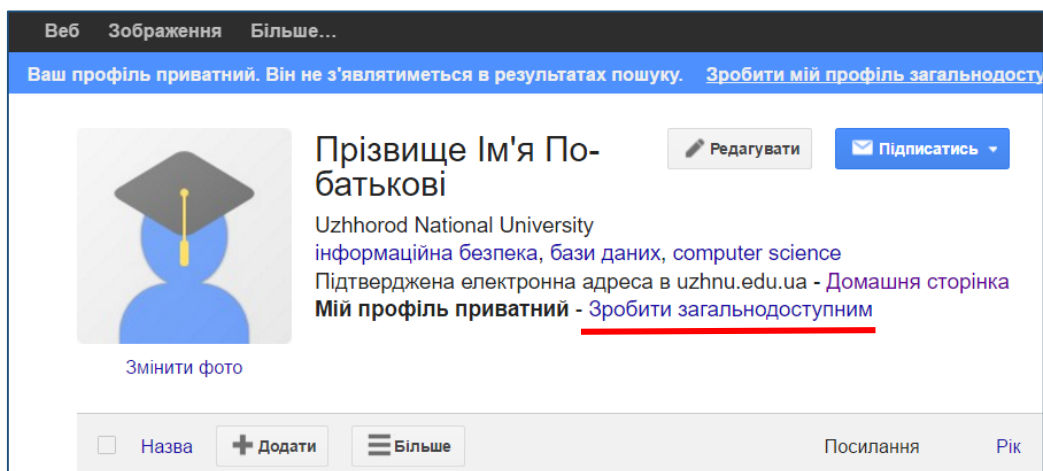 Веб Зображення Більше...
Ваш профіль приватний. Він не з'являтиметься в результатах пошуку. Зробити мій профіль загальнодосту
Прізвище Ім'я По-
батькові
Редагувати
Підписатись
Uzhhorod National University
інформаційна безпека, бази даних, computer science
Підтверджена електронна адреса в uzhnu.edu.ua - Домашня сторінка
Мій профіль приватний - Зробити загальнодоступним
Змінити фото
Назва Додати Більше Посилання Рік